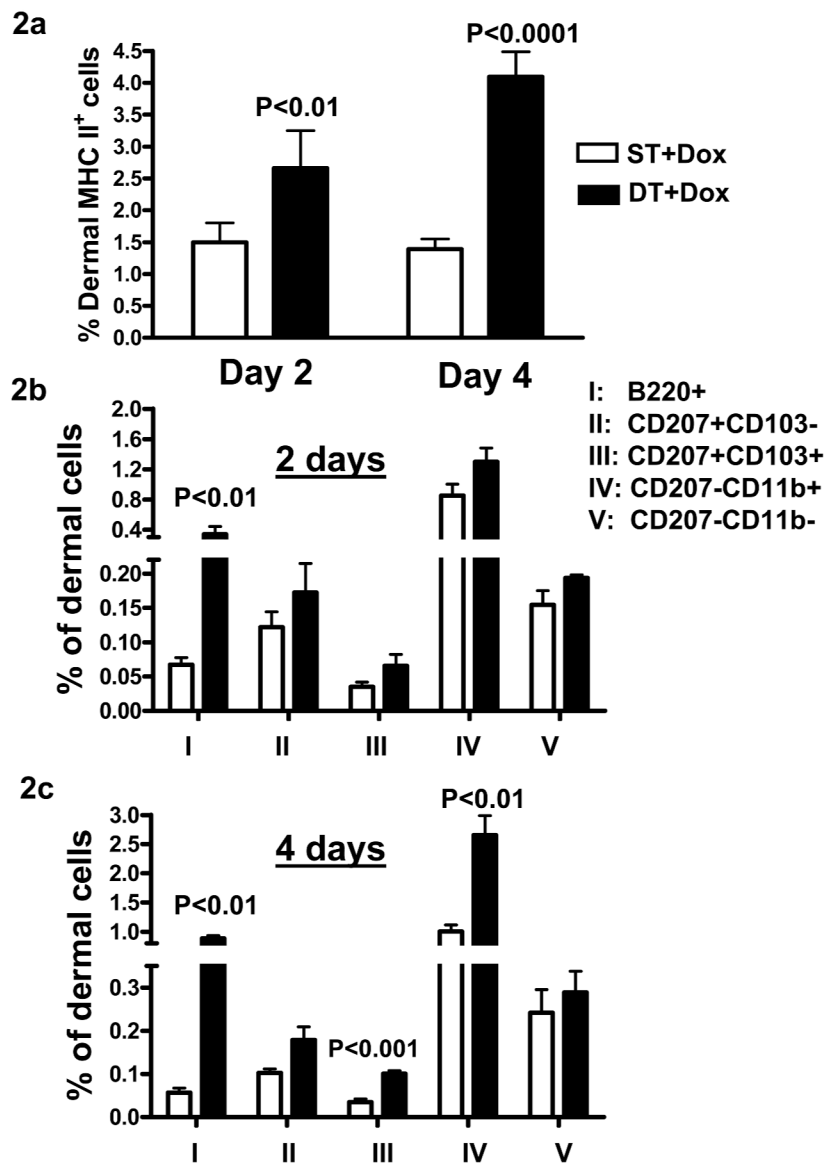 2a
P<0.0001
P<0.01
% Dermal MHC II+ cells
4.5
4.0
3.5
3.0
2.5
2.0
1.5
1.0
0.5
0.0
ST+Dox
DT+Dox
Day 2
Day 4
2b
I: B220+
II: CD207+CD103-
III: CD207+CD103+
IV: CD207-CD11b+
V: CD207-CD11b-
2 days
P<0.01
% of dermal cells
2.0
1.6
1.2
0.8
0.4
0.20
0.15
0.10
0.05
0.00
I II III IV V
2c
4 days
P<0.01
P<0.01
P<0.001
% of dermal cells
3.0
2.5
2.0
1.5
1.0
0.3
0.2
0.1
0.0
I II III IV V